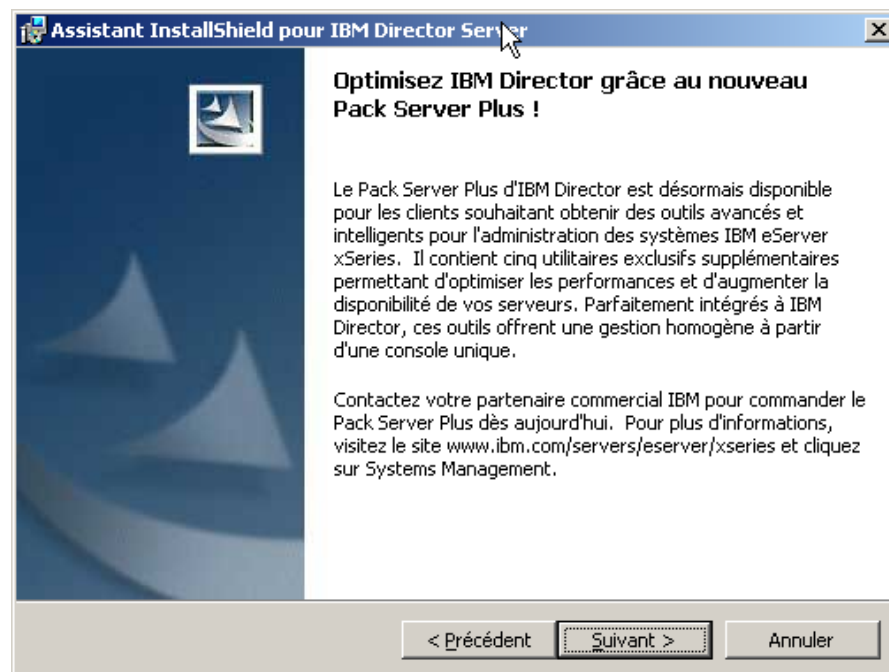 Assistant InstallShield pour IBM Director Server
Optimisez IBM Director grâce au nouveau
Pack Server Plus !
Le Pack Server Plus d'IBM Director est désormais disponible
pour les clients souhaitant obtenir des outils avancés et
intelligents pour l'administration des systèmes IBM eServer
xSeries.  Il contient cinq utilitaires exclusifs supplémentaires
permettant d'optimiser les performances et d'augmenter la
disponibilité de vos serveurs. Parfaitement intégrés à IBM
Director, ces outils offrent une gestion homogène à partir
d'une console unique.
Contactez votre partenaire commercial IBM pour commander le
Pack Server Plus dès aujourd'hui.  Pour plus d'informations,
visitez le site www.ibm.com/servers/eserver/xseries et cliquez
sur Systems Management.
< Précédent Suivant > Annuler